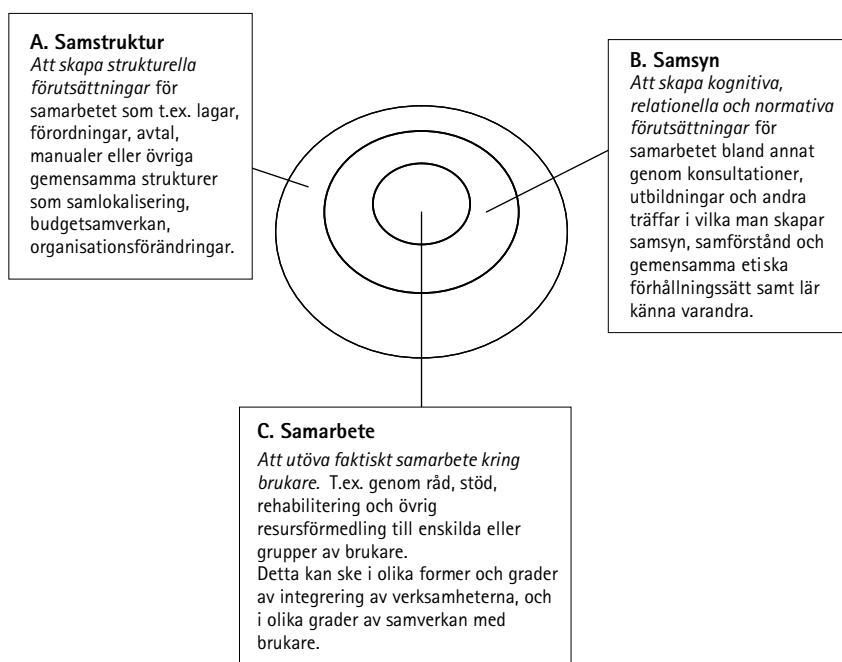 A. Samstruktur
Att skapa strukturella
förutsättningar för
samarbetet som t.ex. lagar,
förordningar, avtal,
manualer eller övriga
gemensamma strukturer
som samlokalisering,
budgetsamverkan,
organisationsförändringar.
B. Samsyn
Att skapa kognitiva,
relationella och normativa
förutsättningar för
samarbetet bland annat
genom konsultationer,
utbildningar och andra
träffar i vilka man skapar
samsyn, samförstånd och
gemensamma etiska
förhållningssätt samt lär
känna varandra.
C. Samarbete
Att utöva faktiskt samarbete kring
brukare. T.ex. genom råd, stöd,
rehabilitering och övrig
resursförmedling till enskilda eller
grupper av brukare.
Detta kan ske i olika former och grader
av integrering av verksamheterna, och
i olika grader av samverkan med
brukare.